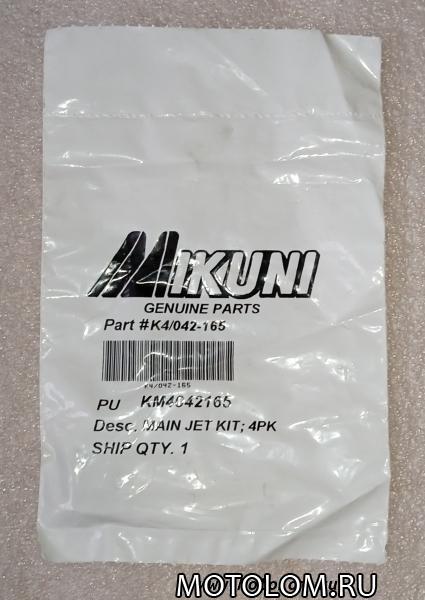 MIKUNI
GENUINE PARTS
Part # K4/042-165
K4/042-165
PU KM4042165
Desc. MAIN JET KIT; 4PK
SHIP QTY. 1
MOTOLOM.RU